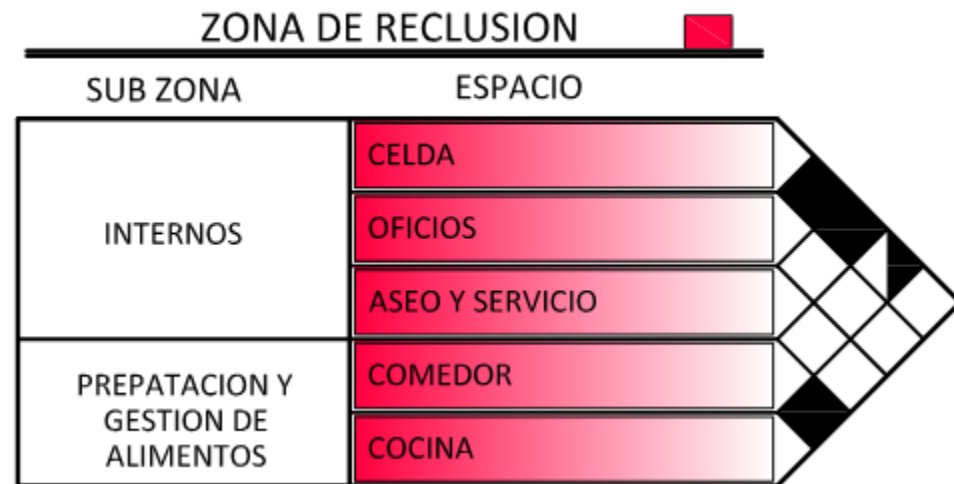 ZONA DE RECLUSION
SUB ZONA
ESPACIO
INTERNOS
CELDA
OFICIOS
ASEO Y SERVICIO
PREPATACION Y
GESTION DE
ALIMENTOS
COMEDOR
COCINA